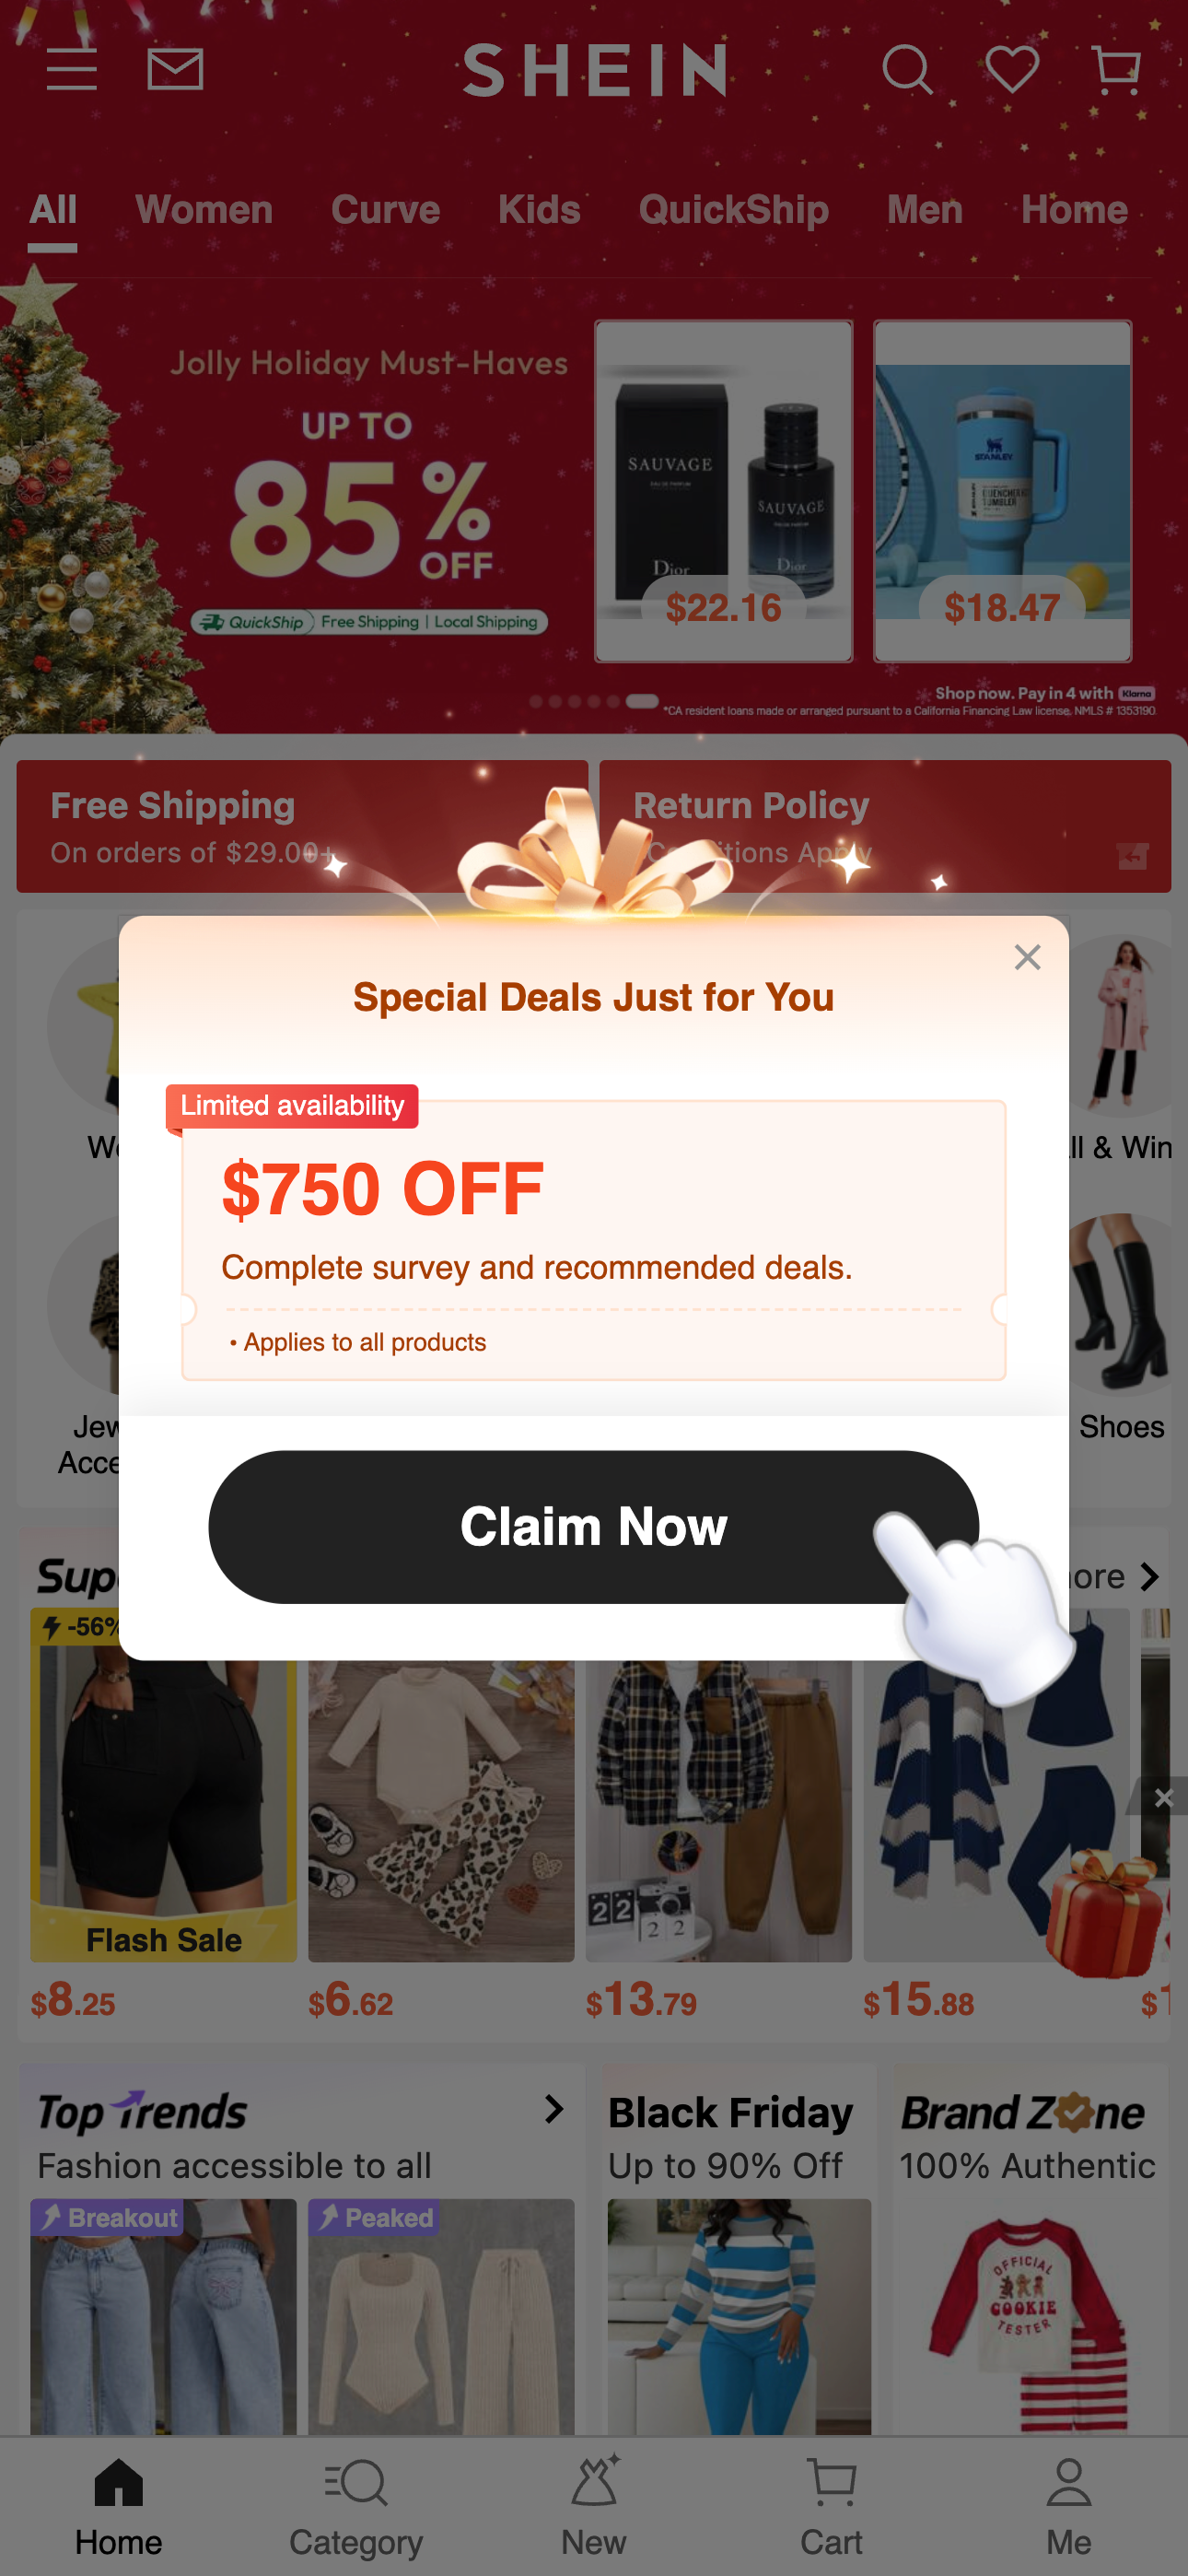 SHEIN
All Women Curve Kids QuickShip Men Home
Jolly Holiday Must-Haves
UP TO
85%
OFF
QuickShip Free Shipping | Local Shipping
SAUVAGE
SAUVAGE
Dior
Dior
$22.16
STANLEY
QUENCHER
TUMBLER
$18.47
Shop now. Pay in 4 with Klarna
*CA resident loans made or arranged pursuant to a California Financing Law license, NMLS # 1353190.
Free Shipping
On orders of $29.00+
Return Policy
Conditions Apply
Special Deals Just for You
Limited availability
$750 OFF
Complete survey and recommended deals.
• Applies to all products
Claim Now
ll & Win
Jew
Acce
Shoes
Sup
ore
-56%
Flash Sale
22
22
$8.25
$6.62
$13.79
$15.88
$1
Top Trends
Fashion accessible to all
Breakout
Peaked
Black Friday
Up to 90% Off
Brand Zone
100% Authentic
OFFICIAL
COOKIE
TESTER
Home Category New Cart Me